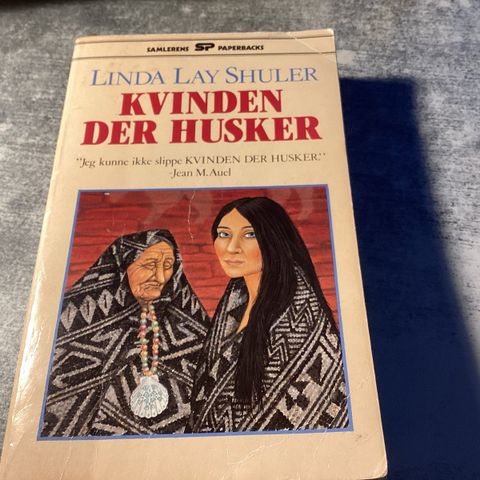 SAMLERENS SP PAPERBACKS
LINDA LAY SHULER
KVINDEN
DER HUSKER
"Jeg kunne ikke slippe KVINDEN DER HUSKER."
-Jean M. Auel